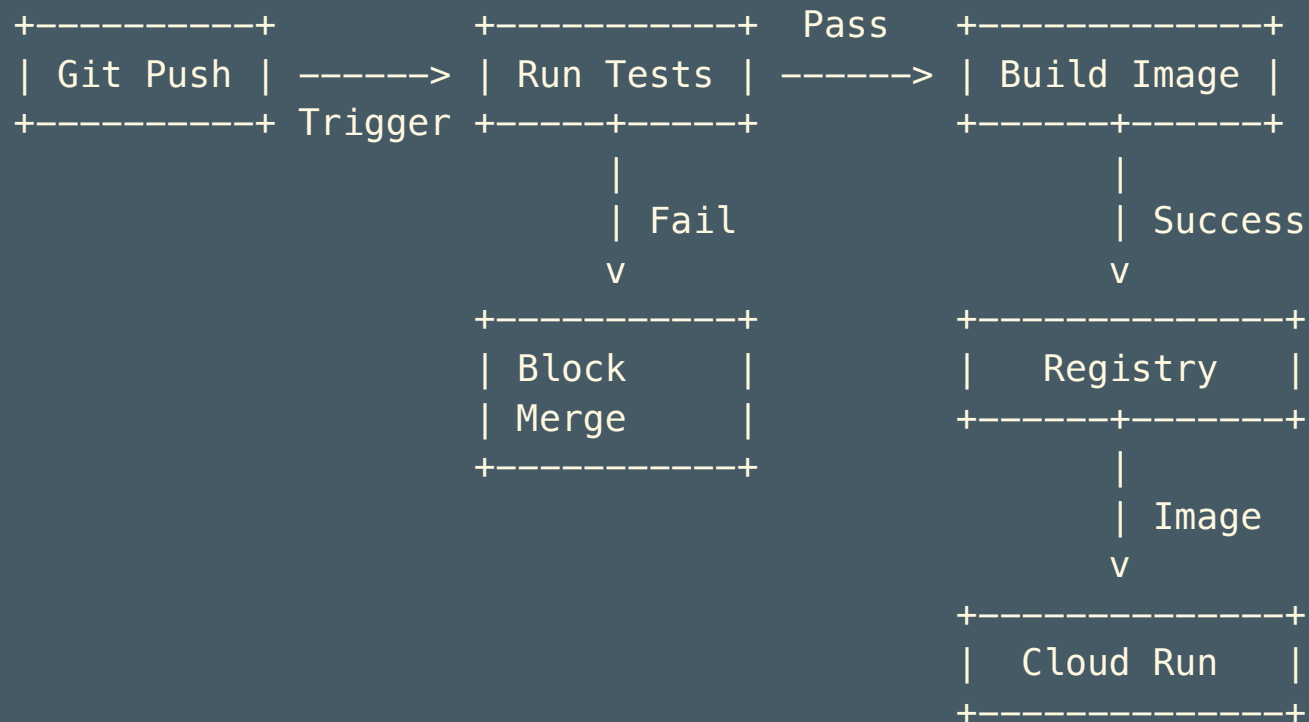 +----------+              +-----------+  Pass   +-------------+
| Git Push | ------> | Run Tests | ------> | Build Image |
+----------+ Trigger +-----+-----+         +------+------+
                           |                      |
                           | Fail                 | Success
                           v                      v
                     +-----------+         +--------------+
                     | Block     |         |   Registry   |
                     | Merge     |         +------+-------+
                     +-----------+                |
                                                  | Image
                                                  v
                                           +--------------+
                                           |  Cloud Run   |
                                           +--------------+